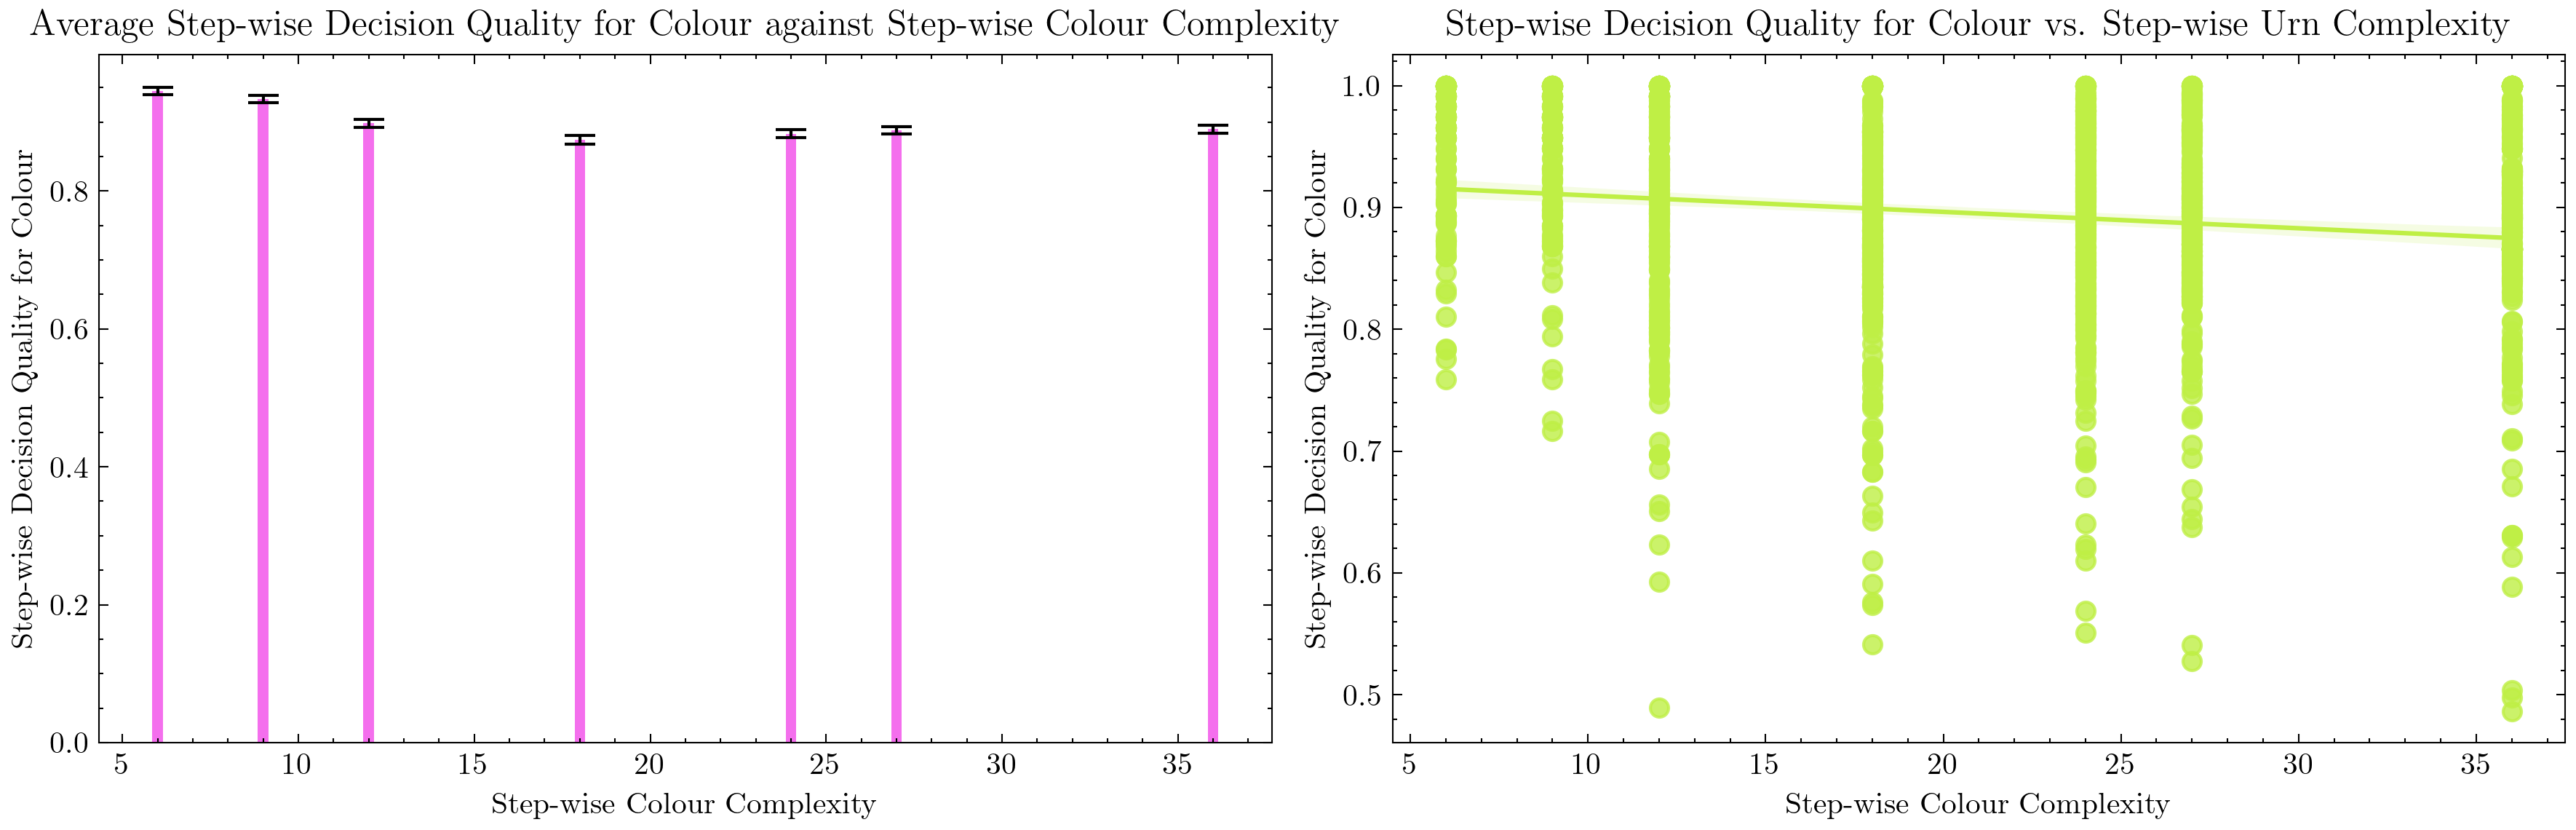 Average Step-wise Decision Quality for Colour against Step-wise Colour Complexity
Step-wise Decision Quality for Colour
0.8
0.6
0.4
0.2
0.0
5 10 15 20 25 30 35
Step-wise Colour Complexity
Step-wise Decision Quality for Colour vs. Step-wise Urn Complexity
Step-wise Decision Quality for Colour
1.0
0.9
0.8
0.7
0.6
0.5
5 10 15 20 25 30 35
Step-wise Colour Complexity